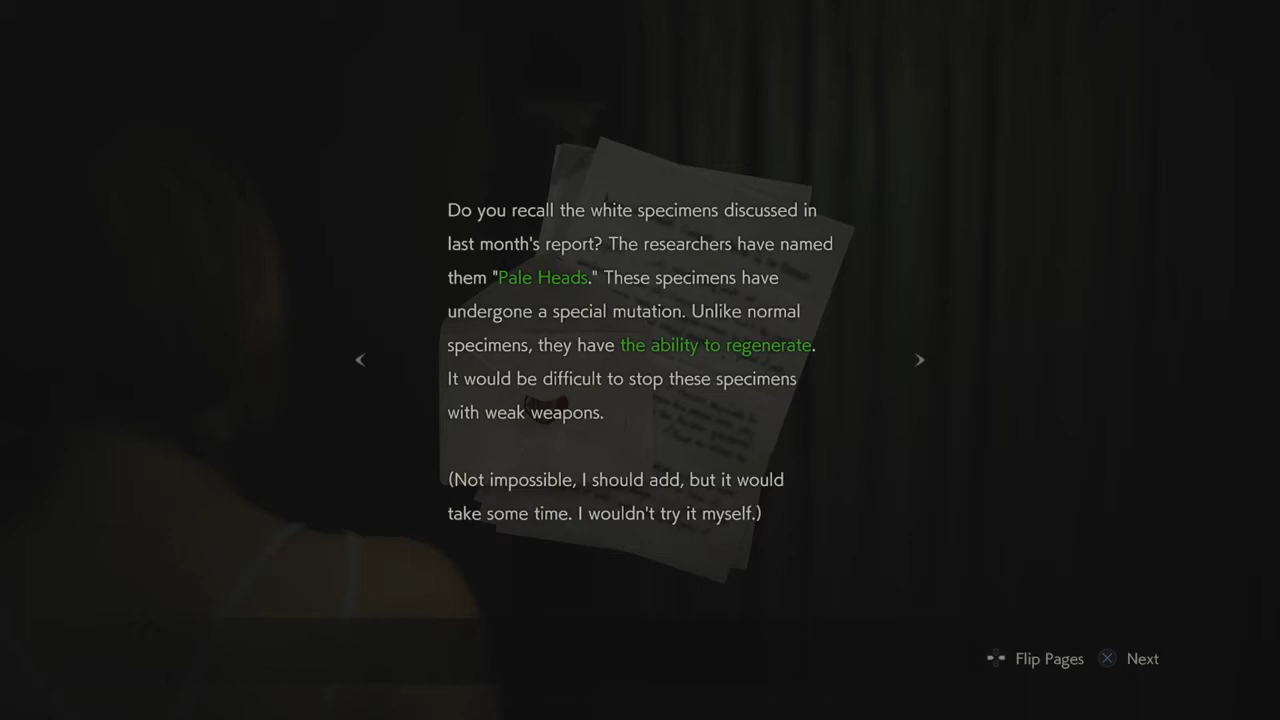 Do you recall the white specimens discussed in
last month's report? The researchers have named
them "Pale Heads." These specimens have
undergone a special mutation. Unlike normal
specimens, they have the ability to regenerate.
It would be difficult to stop these specimens
with weak weapons.
(Not impossible, I should add, but it would
take some time. I wouldn't try it myself.)
Flip Pages
Next